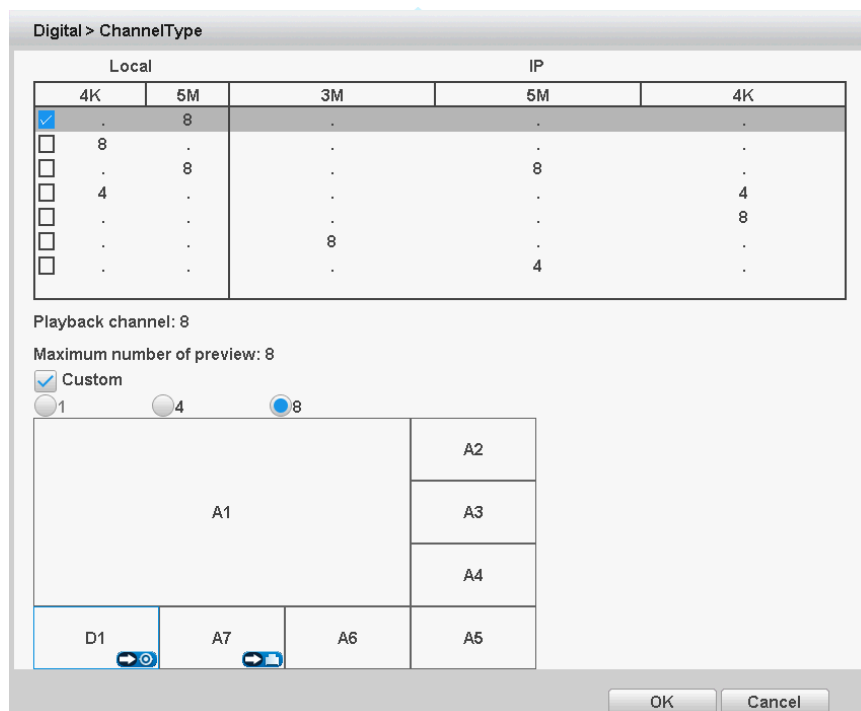 Digital > ChannelType
Local IP
4K 5M 3M 5M 4K
. 8 . . .
8 . . . .
. 8 . 8 .
4 . . . 4
. . . . 8
. . 8 . .
. . . 4 .
Playback channel: 8
Maximum number of preview: 8
Custom
1 4 8
A1 A2
A3
A4
D1 A7 A6 A5
OK Cancel